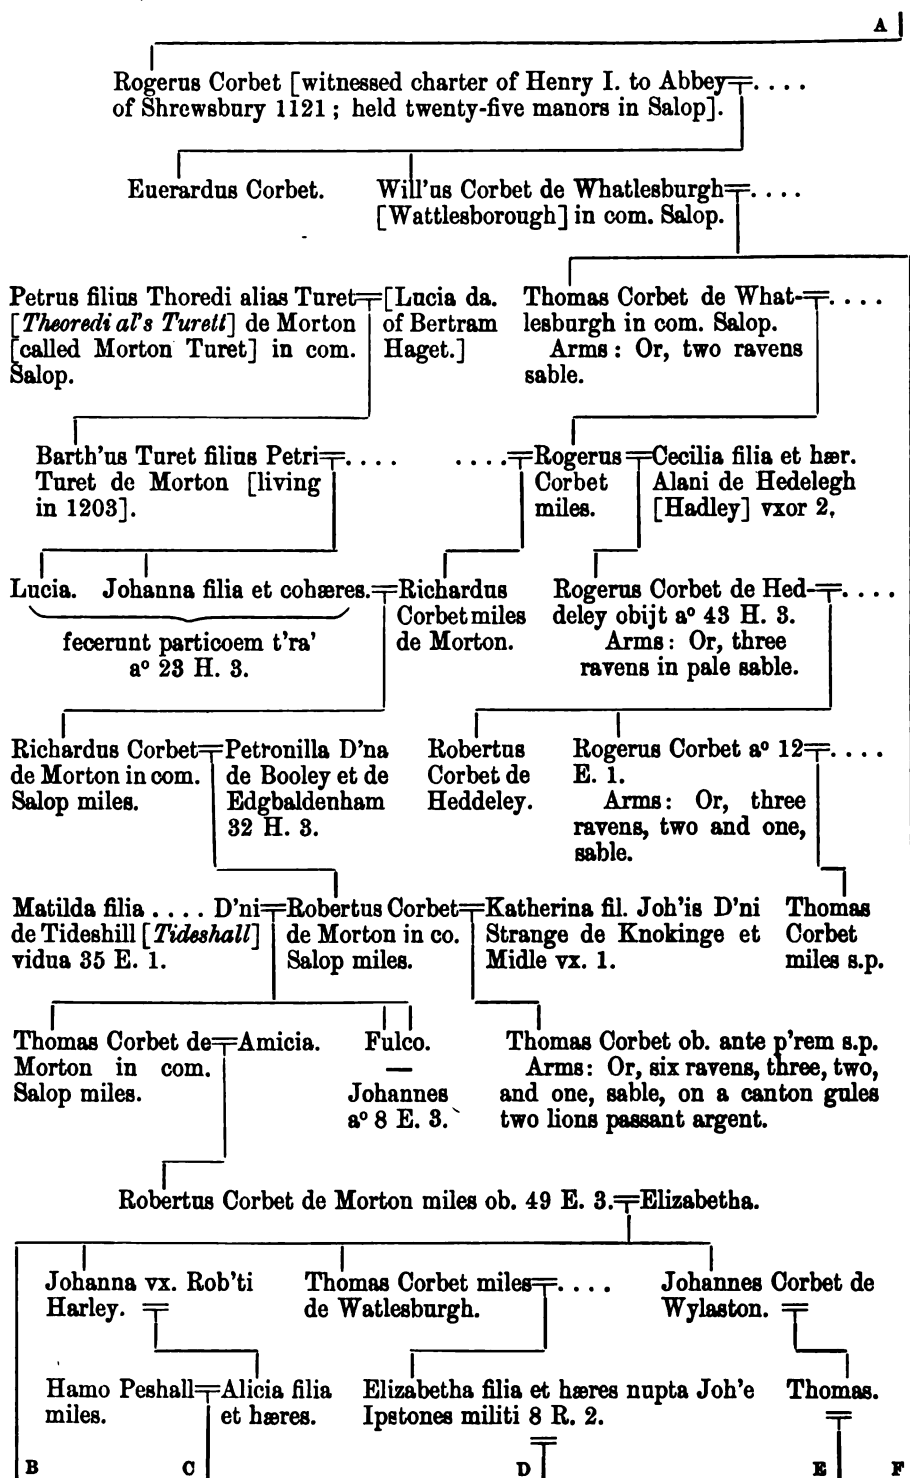 A
Rogerus Corbet [witnessed charter of Henry I. to Abbey=. . . .
of Shrewsbury 1121 ; held twenty-five manors in Salop].
Euerardus Corbet.
Will'us Corbet de Whatlesburgh=. . . .
[Wattlesborough] in com. Salop.
Petrus filius Thoredi alias Turet=[Lucia da.
[Theoredi al's Turett] de Morton of Bertram
[called Morton Turet] in com. Haget.]
Salop.
Thomas Corbet de What-=. . . .
lesburgh in com. Salop.
Arms: Or, two ravens
sable.
Barth'us Turet filius Petri=. . . .
Turet de Morton [living
in 1203].
. . . .=Rogerus=Cecilia filia et hær.
Corbet Alani de Hedelegh
miles. [Hadley] vxor 2.
Lucia. Johanna filia et cohæres.=Richardus
Corbet miles
de Morton.
fecerunt particoem t'ra'
aº 23 H. 3.
Rogerus Corbet de Hed-=. . . .
deley obijt aº 43 H. 3.
Arms: Or, three
ravens in pale sable.
Richardus Corbet=Petronilla D'na
de Morton in com. de Booley et de
Salop miles. Edgbaldenham
32 H. 3.
Robertus
Corbet de
Heddeley.
Rogerus Corbet aº 12=. . . .
E. 1.
Arms: Or, three
ravens, two and one,
sable.
Matilda filia . . . . D'ni=Robertus Corbet=Katherina fil. Joh'is D'ni
de Tideshill [Tideshall] de Morton in co. Strange de Knokinge et
vidua 35 E. 1. Salop miles. Midle vx. 1.
Thomas
Corbet
miles s.p.
Thomas Corbet de=Amicia.
Morton in com.
Salop miles.
Fulco.
—
Johannes
aº 8 E. 3.
Thomas Corbet ob. ante p'rem s.p.
Arms: Or, six ravens, three, two,
and one, sable, on a canton gules
two lions passant argent.
Robertus Corbet de Morton miles ob. 49 E. 3.=Elizabetha.
Johanna vx. Rob'ti
Harley. =
Thomas Corbet miles=. . . .
de Watlesburgh.
Johannes Corbet de
Wylaston. =
Hamo Peshall=Alicia filia
miles. et hæres.
Elizabetha filia et hæres nupta Joh'e
Ipstones militi 8 R. 2.
=
Thomas.
=
B C D E F